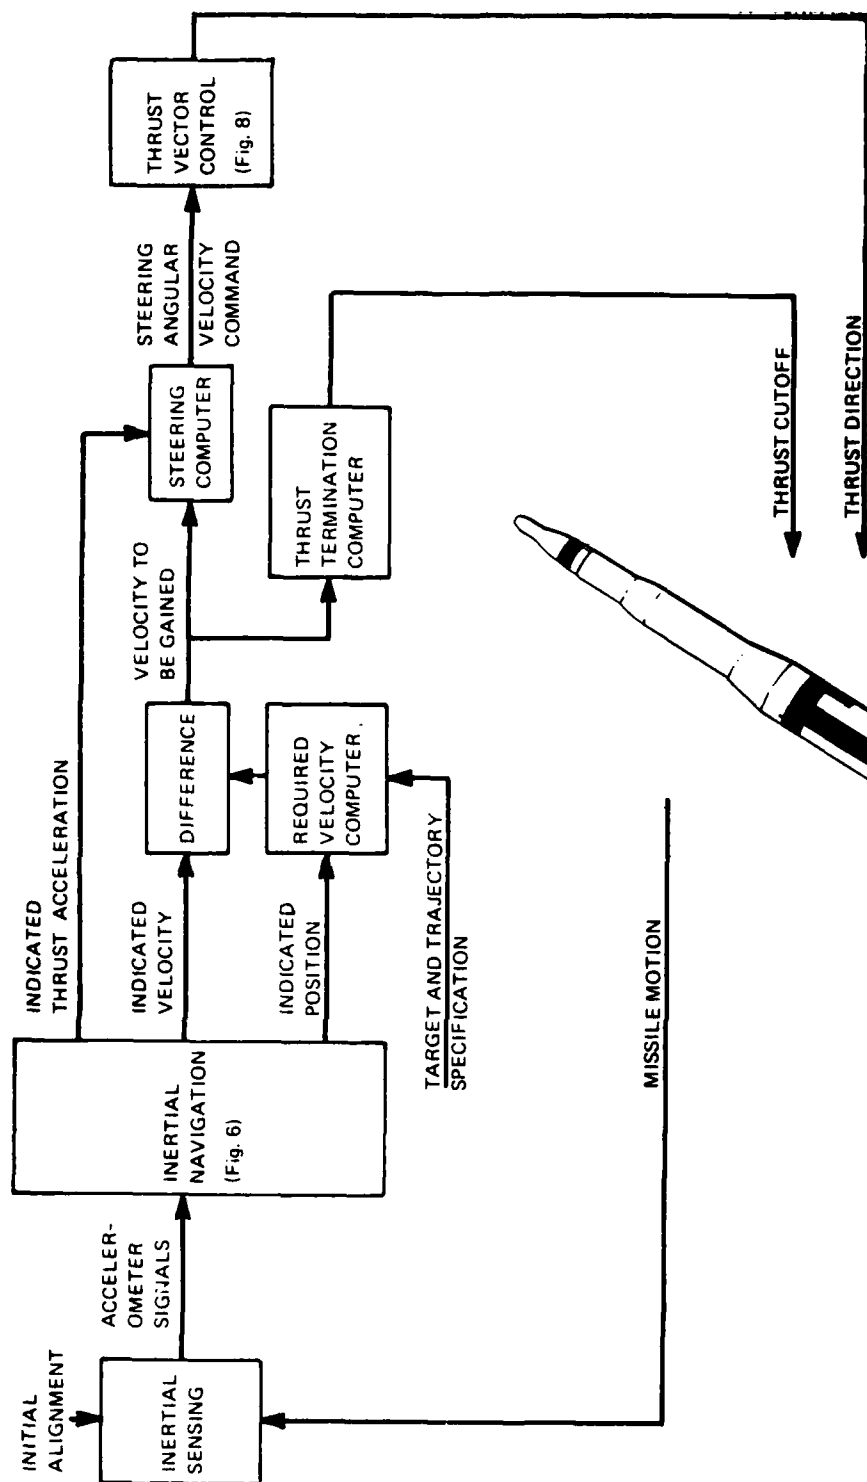 INITIAL
ALIGNMENT
INERTIAL
SENSING
ACCELER-
OMETER
SIGNALS
INERTIAL
NAVIGATION
(Fig. 6)
INDICATED
THRUST ACCELERATION
INDICATED
VELOCITY
INDICATED
POSITION
DIFFERENCE
REQUIRED
VELOCITY
COMPUTER
TARGET AND TRAJECTORY
SPECIFICATION
VELOCITY TO
BE GAINED
STEERING
COMPUTER
THRUST
TERMINATION
COMPUTER
STEERING
ANGULAR
VELOCITY
COMMAND
THRUST
VECTOR
CONTROL
(Fig. 8)
MISSILE MOTION
THRUST CUTOFF
THRUST DIRECTION